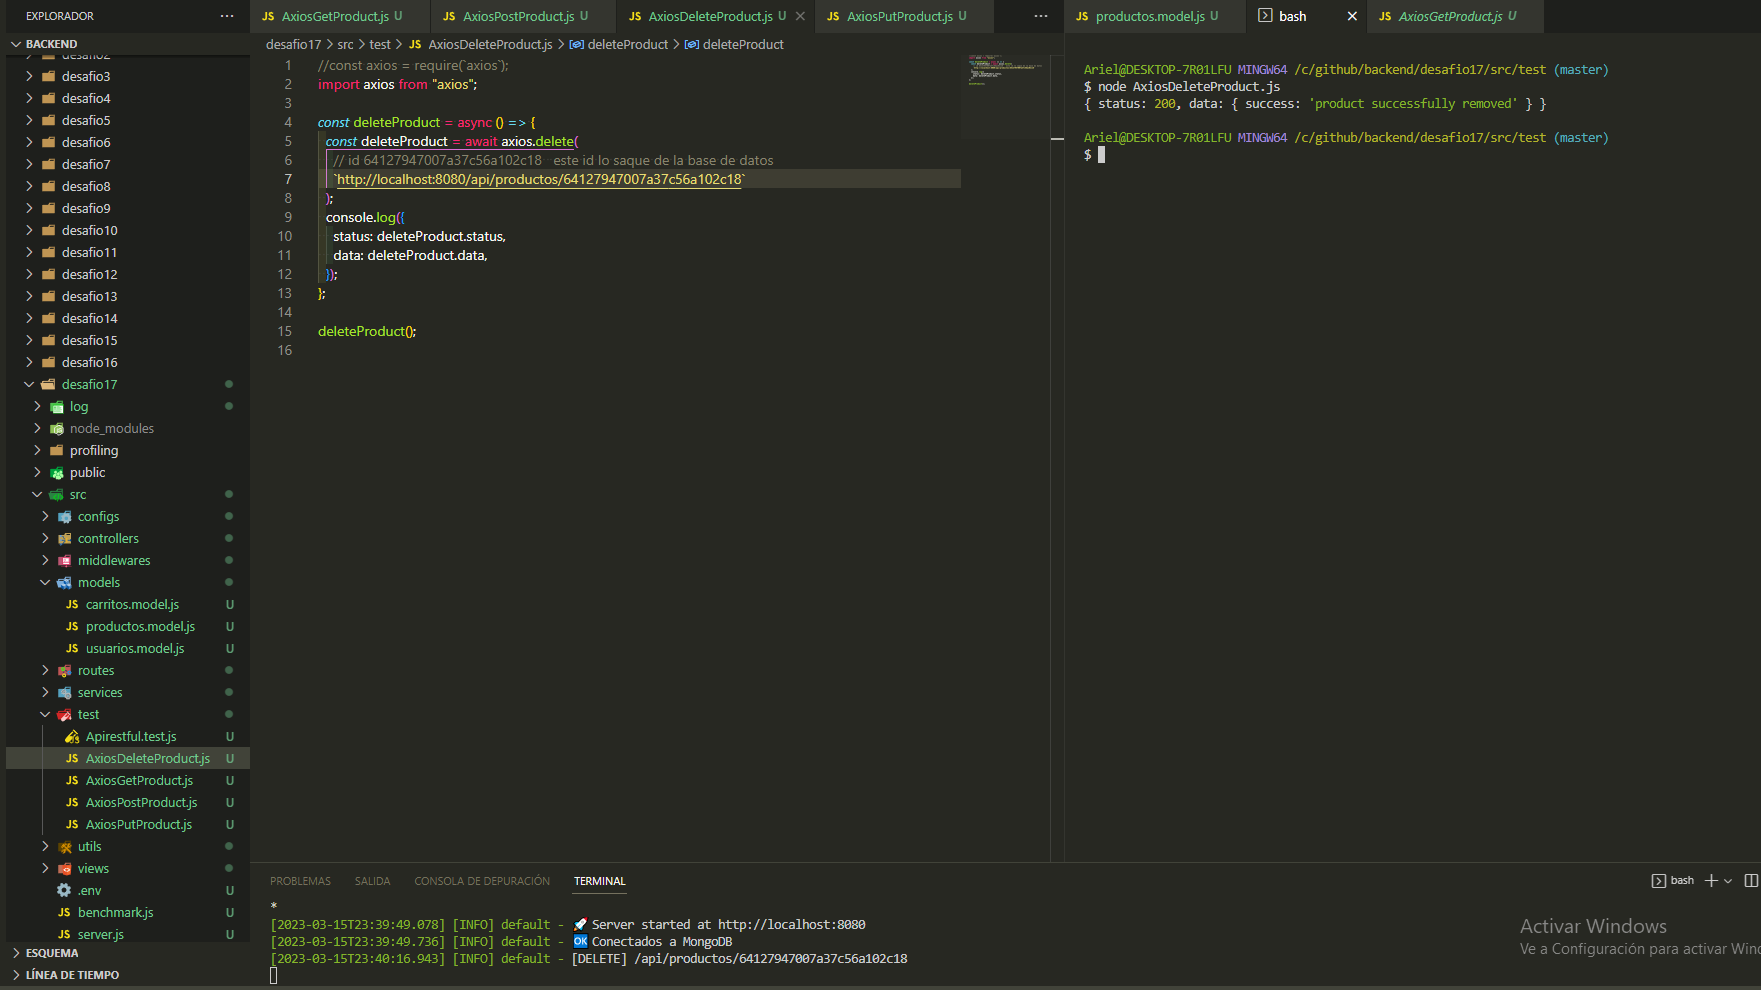 EXPLORADOR ···
BACKEND
desafio2
desafio3
desafio4
desafio5
desafio6
desafio7
desafio8
desafio9
desafio10
desafio11
desafio12
desafio13
desafio14
desafio15
desafio16
desafio17
log
node_modules
profiling
public
src
configs
controllers
middlewares
models
JS carritos.model.js U
JS productos.model.js U
JS usuarios.model.js U
routes
services
test
Apirestful.test.js U
JS AxiosDeleteProduct.js U
JS AxiosGetProduct.js U
JS AxiosPostProduct.js U
JS AxiosPutProduct.js U
utils
views
.env U
JS benchmark.js U
JS server.js U
ESQUEMA
LÍNEA DE TIEMPO
JS AxiosGetProduct.js U JS AxiosPostProduct.js U JS AxiosDeleteProduct.js U JS AxiosPutProduct.js U ···
desafio17 > src > test > JS AxiosDeleteProduct.js > deleteProduct > deleteProduct
1 //const axios = require(`axios`);
2 import axios from "axios";
3
4 const deleteProduct = async () => {
5 const deleteProduct = await axios.delete(
6 // id 64127947007a37c56a102c18 este id lo saque de la base de datos
7 `http://localhost:8080/api/productos/64127947007a37c56a102c18`
8 );
9 console.log({
10 status: deleteProduct.status,
11 data: deleteProduct.data,
12 });
13 };
14
15 deleteProduct();
16
JS productos.model.js U bash JS AxiosGetProduct.js U
Ariel@DESKTOP-7R01LFU MINGW64 /c/github/backend/desafio17/src/test (master)
$ node AxiosDeleteProduct.js
{ status: 200, data: { success: 'product successfully removed' } }
Ariel@DESKTOP-7R01LFU MINGW64 /c/github/backend/desafio17/src/test (master)
$
PROBLEMAS SALIDA CONSOLA DE DEPURACIÓN TERMINAL bash
*
[2023-03-15T23:39:49.078] [INFO] default - 🚀 Server started at http://localhost:8080
[2023-03-15T23:39:49.736] [INFO] default - 🆗 Conectados a MongoDB
[2023-03-15T23:40:16.943] [INFO] default - [DELETE] /api/productos/64127947007a37c56a102c18
Activar Windows
Ve a Configuración para activar Win